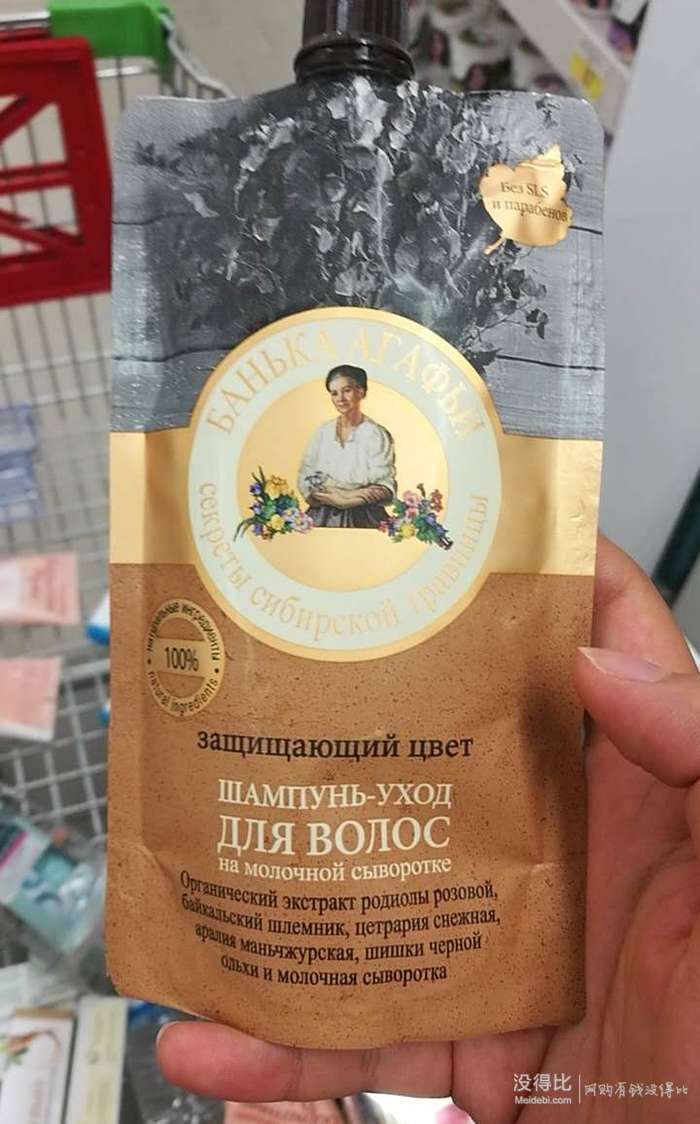 Без SLS
и парабенов
БАНЬКА АГАФЬИ
секреты сибирской травницы
натуральные ингредиенты
100%
natural ingredients
защищающий цвет
ШАМПУНЬ-УХОД
ДЛЯ ВОЛОС
на молочной сыворотке
Органический экстракт родиолы розовой,
байкальский шлемник, цетрария снежная,
аралия маньчжурская, шишки черной
ольхи и молочная сыворотка
没得比
Meidebi.com
网购有钱没得比